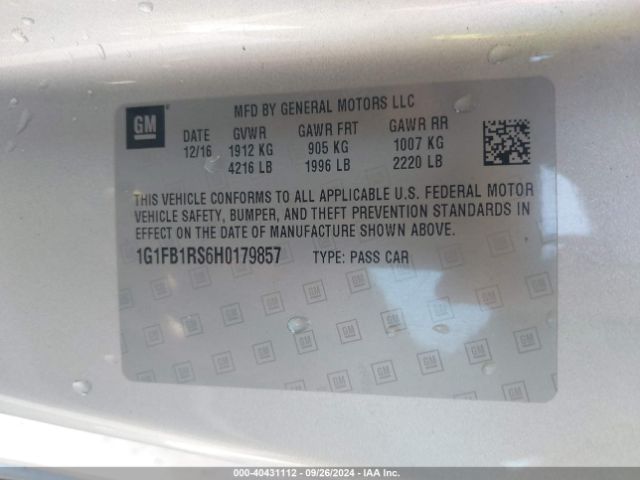 GM
MFD BY GENERAL MOTORS LLC
DATE GVWR GAWR FRT GAWR RR
12/16 1912 KG 905 KG 1007 KG
4216 LB 1996 LB 2220 LB
THIS VEHICLE CONFORMS TO ALL APPLICABLE U.S. FEDERAL MOTOR
VEHICLE SAFETY, BUMPER, AND THEFT PREVENTION STANDARDS IN
EFFECT ON THE DATE OF MANUFACTURE SHOWN ABOVE.
1G1FB1RS6H0179857 TYPE: PASS CAR
000-40431112 - 09/26/2024 - IAA Inc.